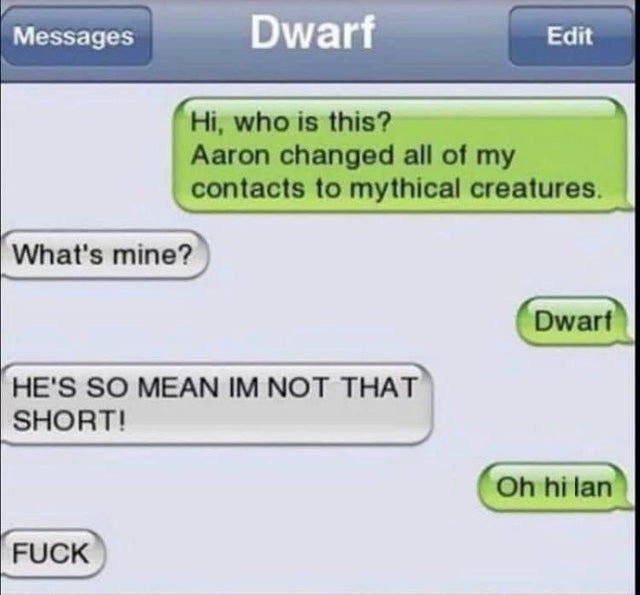 Messages
Dwarf
Edit
Hi, who is this?
Aaron changed all of my
contacts to mythical creatures.
What's mine?
Dwarf
HE'S SO MEAN IM NOT THAT
SHORT!
Oh hi Ian
FUCK